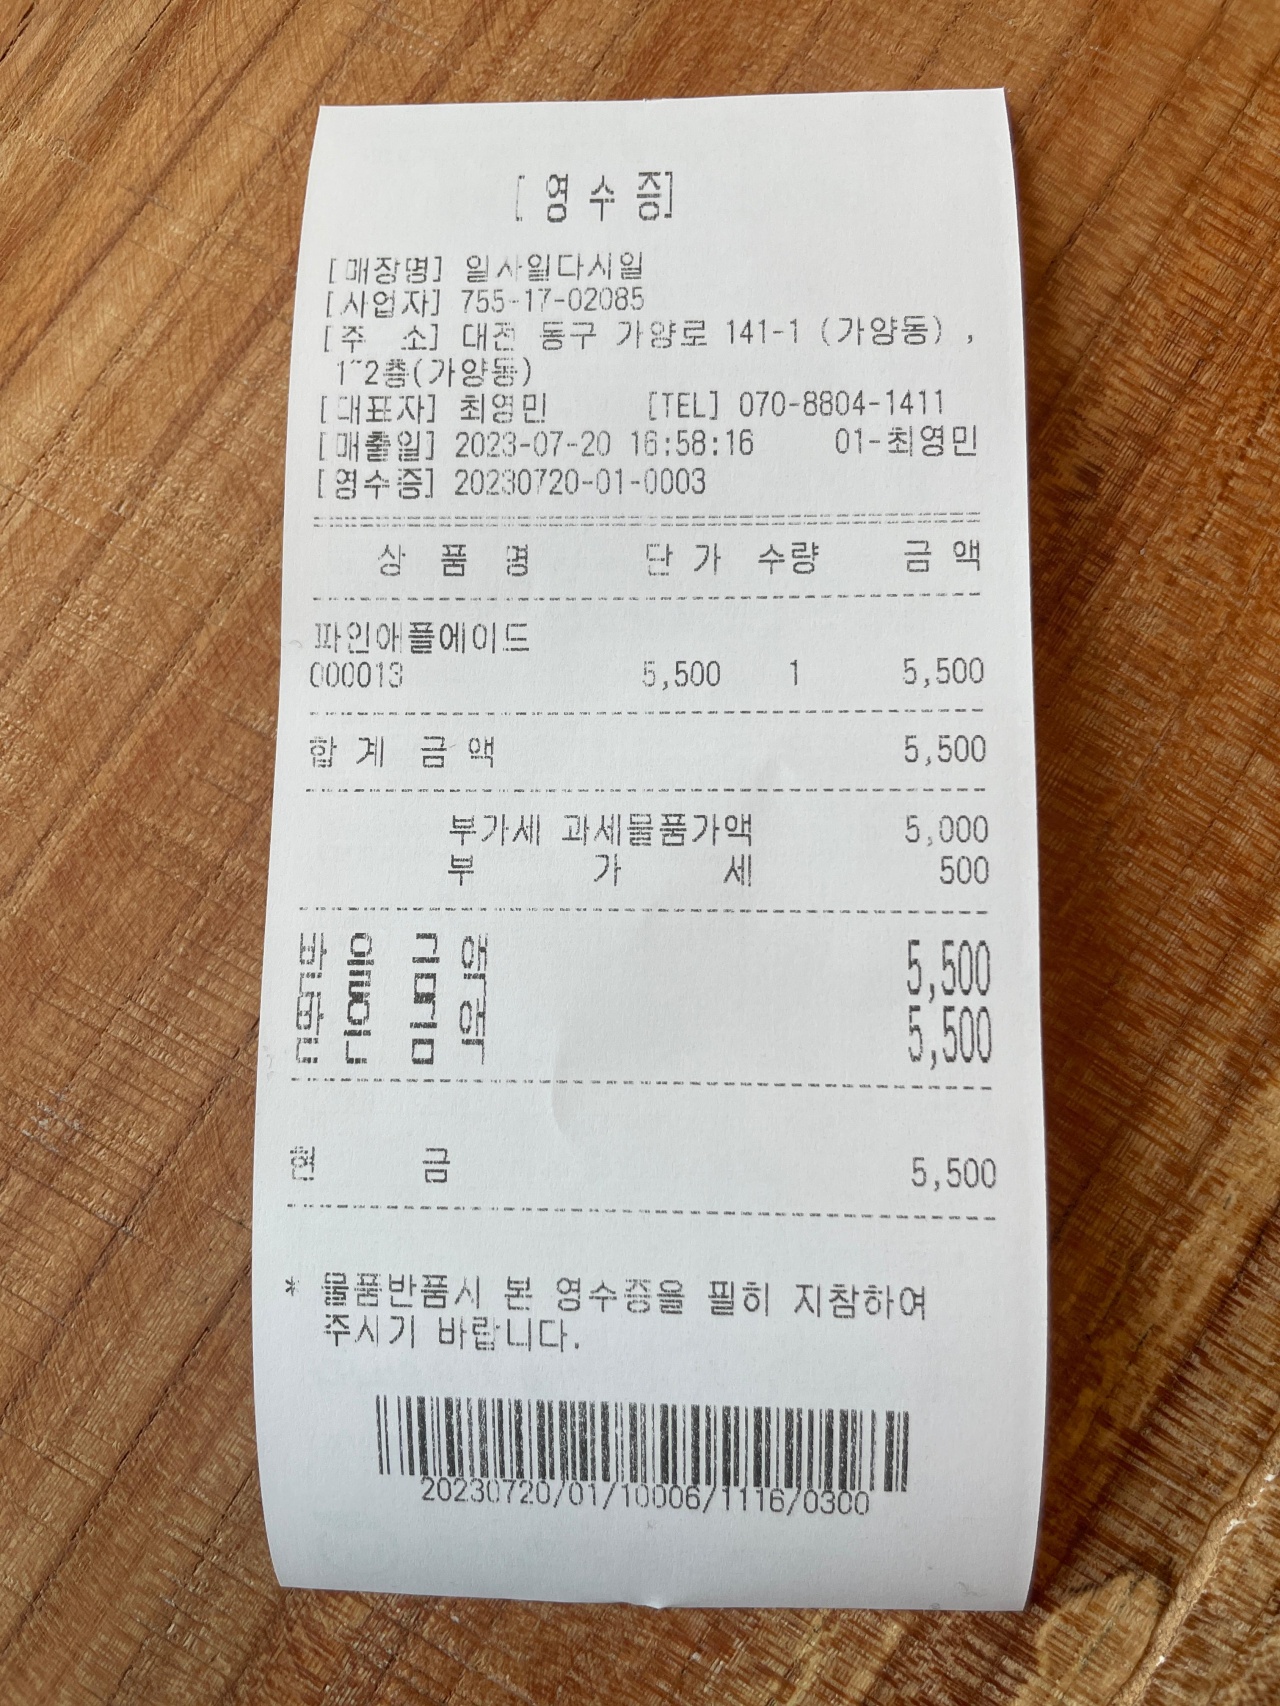 [ 영 수 증]
[매장명] 일사일다시일
[사업자] 755-17-02085
[주 소] 대전 동구 가양로 141-1 (가양동) ,
1~2층(가양동)
[대표자] 최영민 [TEL] 070-8804-1411
[매출일] 2023-07-20 16:58:16 01-최영민
[영수증] 20230720-01-0003
상 품 명 단 가 수량 금 액
파인애플에이드
000013 5,500 1 5,500
합 계 금 액 5,500
부가세 과세물품가액 5,000
부 가 세 500
받 을 금 액 5,500
받 은 금 액 5,500
현 금 5,500
* 물품반품시 본 영수증을 필히 지참하여
주시기 바랍니다.
20230720/01/10006/1116/0300